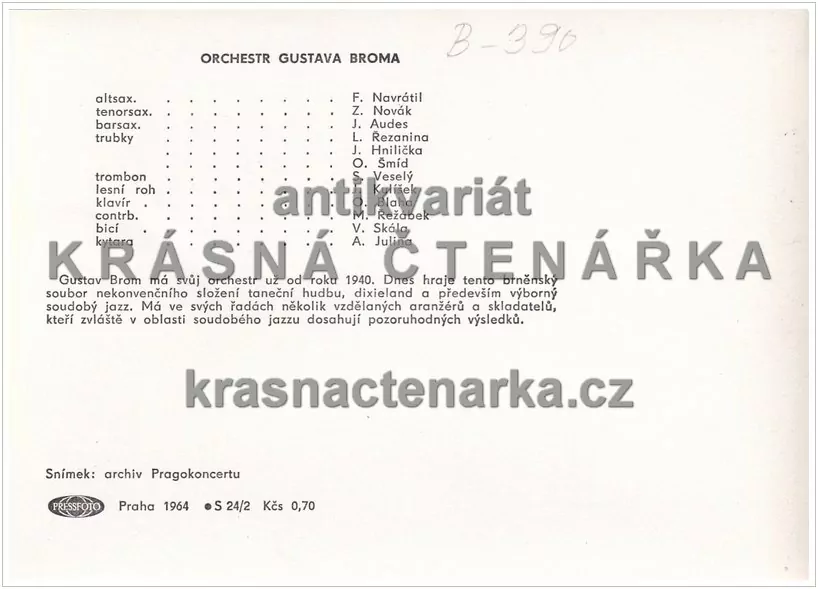 B-390
ORCHESTR GUSTAVA BROMA
altsax. . . . . . . . . F. Navrátil
tenorsax. . . . . . . . . Z. Novák
barsax. . . . . . . . . J. Audes
trubky . . . . . . . . L. Řezanina
. . . . . . . . J. Hnilička
. . . . . . . . O. Šmíd
trombon . . . . . . . . S. Veselý
lesní roh . . . . . . . . Kališek
klavír . . . . . . . . . O. Blaha
contrb. . . . . . . . . M. Řežábek
bicí . . . . . . . . . V. Skála
kytara . . . . . . . . A. Julina
antikvariát
KRÁSNÁ ČTENÁŘKA
Gustav Brom má svůj orchestr už od roku 1940. Dnes hraje tento brněnský
soubor nekonvenčního složení taneční hudbu, dixieland a především výborný
soudobý jazz. Má ve svých řadách několik vzdělaných aranžérů a skladatelů,
kteří zvláště v oblasti soudobého jazzu dosahují pozoruhodných výsledků.
krasnactenarka.cz
Snímek: archiv Pragokoncertu
PRESSFOTO Praha 1964 ● S 24/2 Kčs 0,70